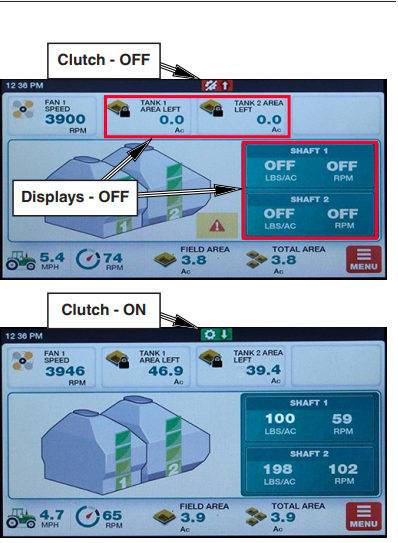 Clutch - OFF
12 36 PM
FAN 1
SPEED
3900
RPM
TANK 1
AREA LEFT
0.0
Ac
TANK 2 AREA
LEFT
0.0
Ac
Displays - OFF
1
2
SHAFT 1
OFF OFF
LBS/AC RPM
SHAFT 2
OFF OFF
LBS/AC RPM
5.4
MPH
74
RPM
FIELD AREA
3.8
Ac
TOTAL AREA
3.8
Ac
MENU
Clutch - ON
12 36 PM
FAN 1
SPEED
3946
RPM
TANK 1
AREA LEFT
46.9
Ac
TANK 2 AREA
LEFT
39.4
Ac
1
2
SHAFT 1
100 59
LBS/AC RPM
SHAFT 2
198 102
LBS/AC RPM
4.7
MPH
65
RPM
FIELD AREA
3.9
Ac
TOTAL AREA
3.9
Ac
MENU